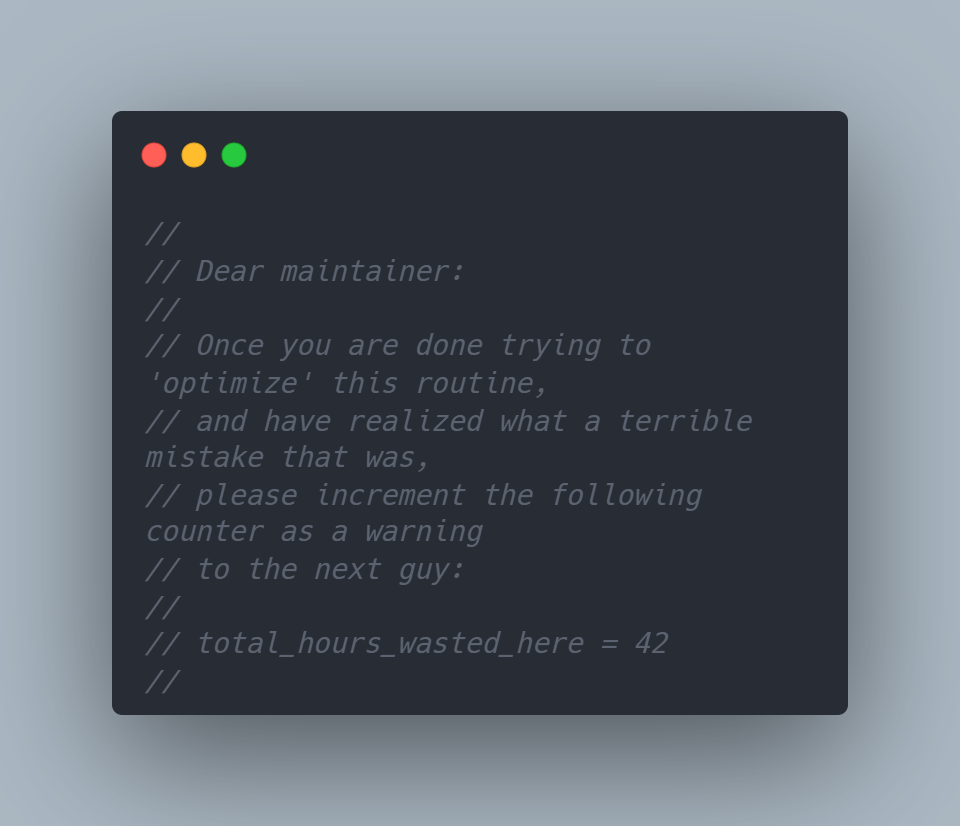 //
// Dear maintainer:
//
// Once you are done trying to
'optimize' this routine,
// and have realized what a terrible
mistake that was,
// please increment the following
counter as a warning
// to the next guy:
//
// total_hours_wasted_here = 42
//